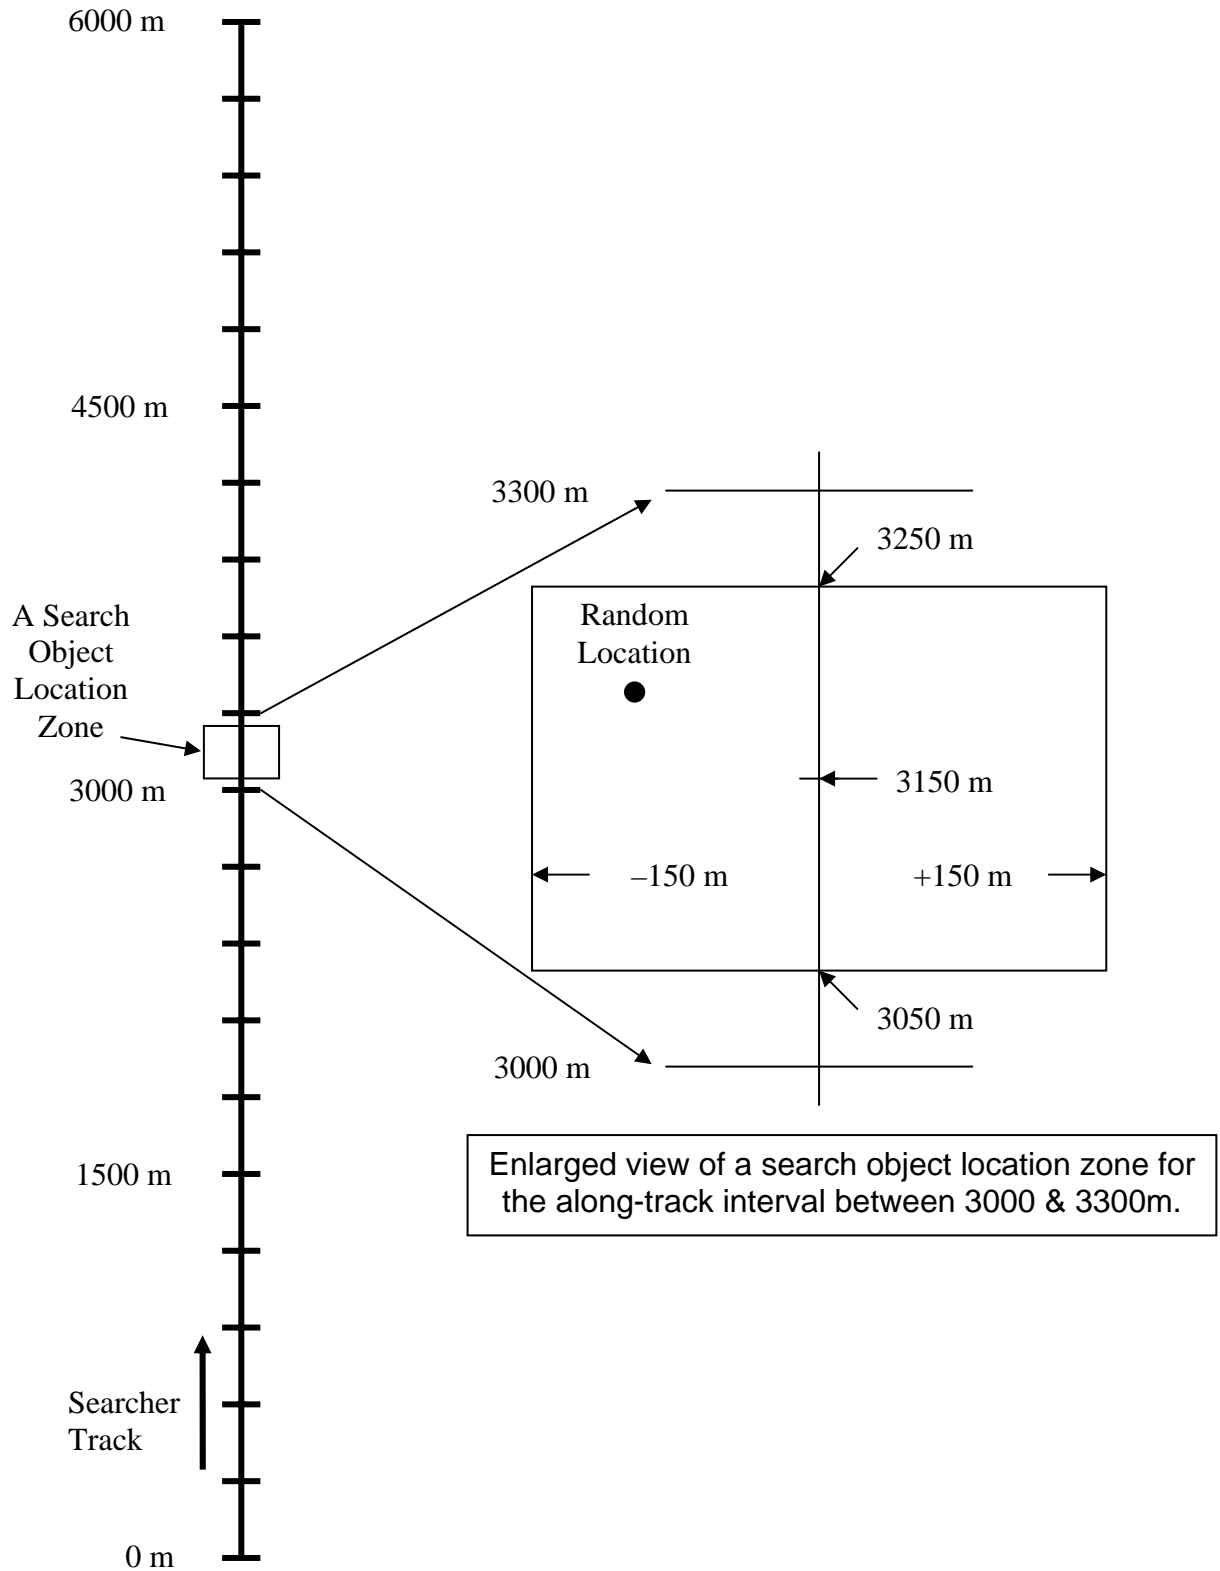 6000 m
4500 m
3300 m
3250 m
A Search
Object
Location
Zone
Random
Location
3000 m
3150 m
–150 m
+150 m
3050 m
3000 m
1500 m
Enlarged view of a search object location zone for
the along-track interval between 3000 & 3300m.
Searcher
Track
0 m